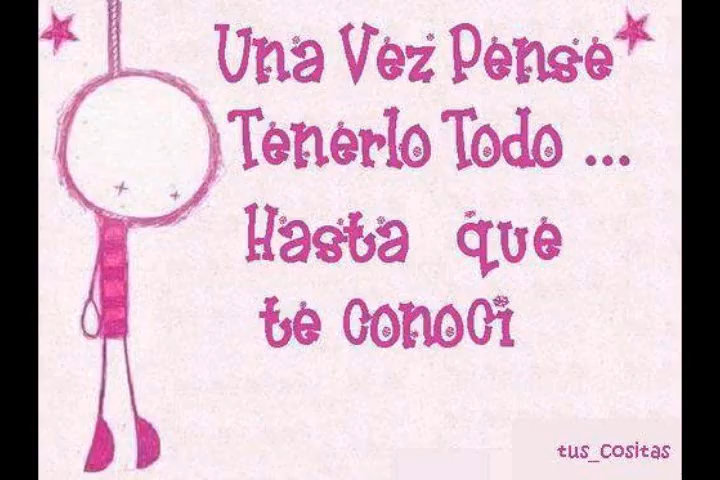 Una Vez Pense
Tenerlo Todo ...
Hasta que
te conoci
tus_cositas